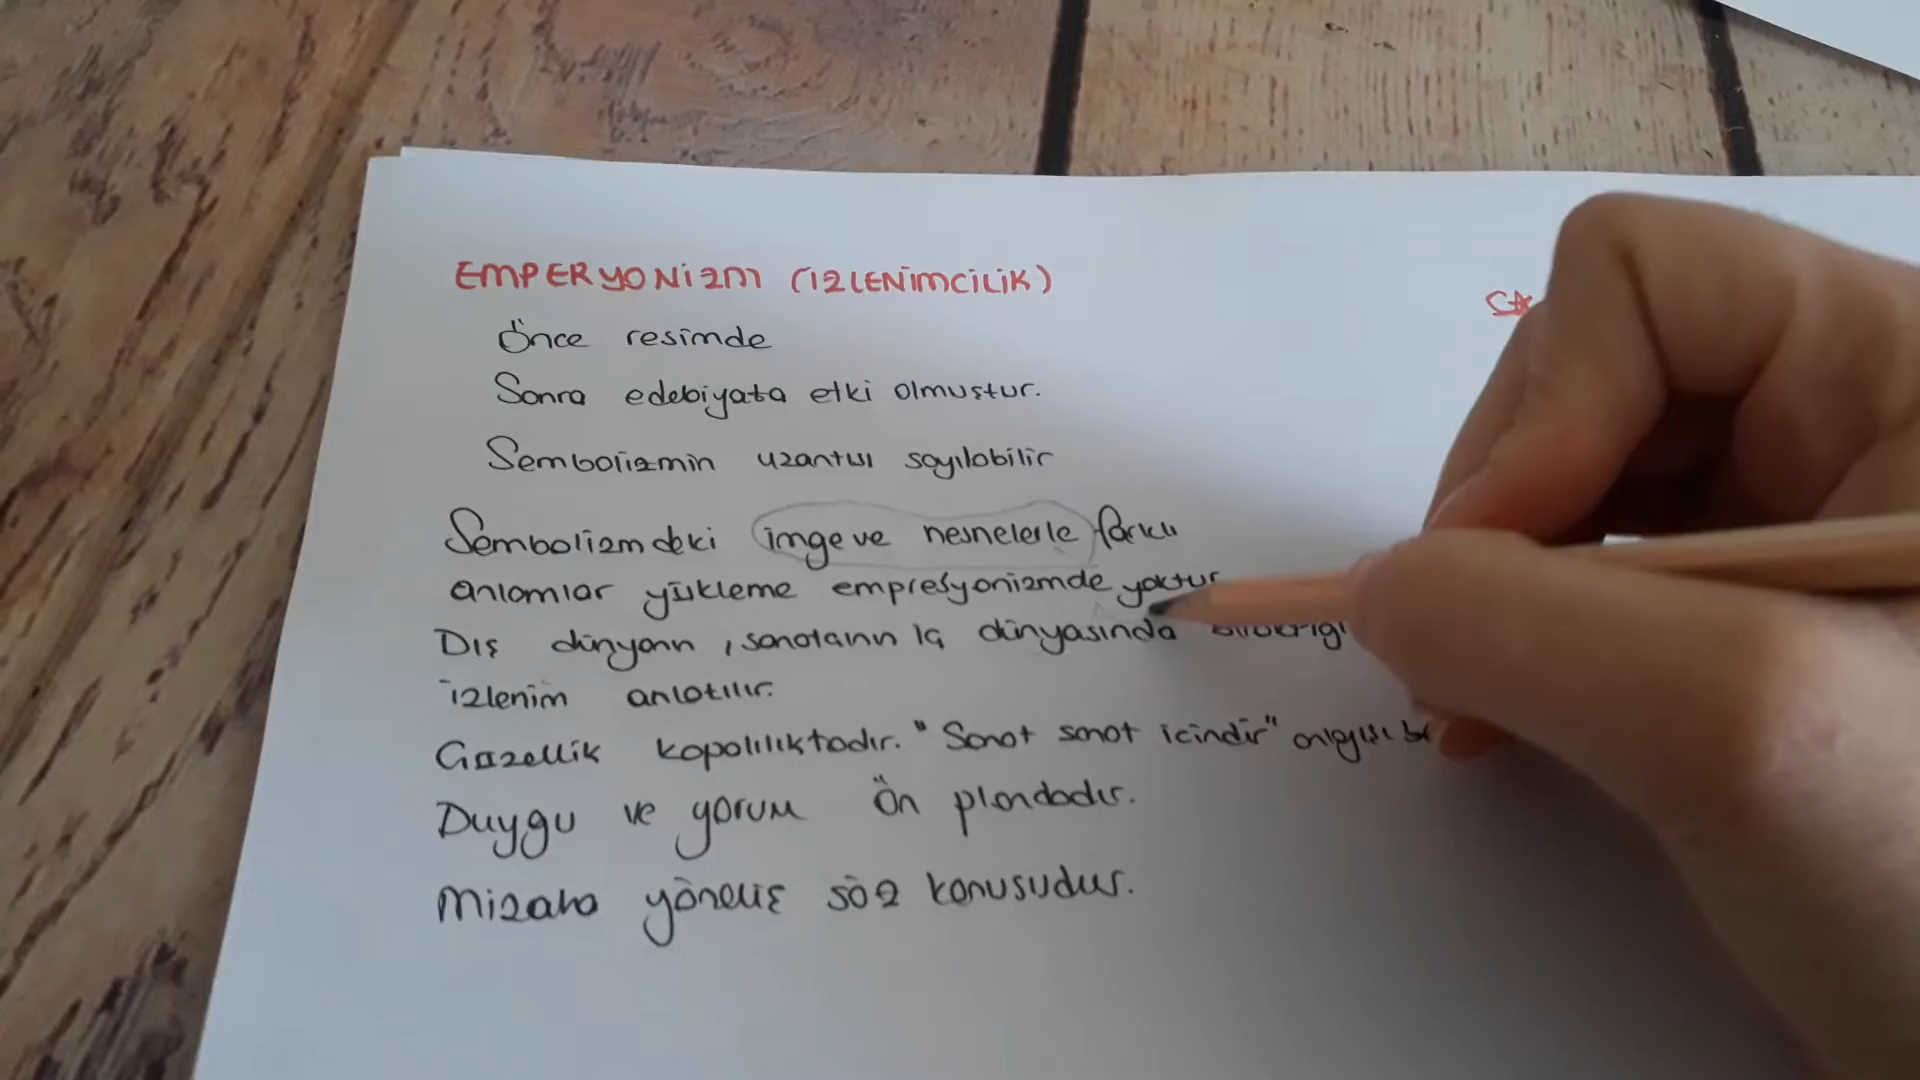 EMPERYONİZM (İZLENİMCİLİK)
Önce resimde
Sonra edebiyata etki olmuştur.
Sembolizmin uzantısı sayılabilir
Sembolizmdeki imge ve nesnelerle farklı
anlamlar yükleme empresyonizmde yoktur
Dış dünyanın, sanatların iç dünyasında
izlenim anlatılır.
Güzellik kapalılıktadır. "Sanat sanat içindir" anlayışı
Duygu ve yorum ön plandadır.
Mizaha yöneliş söz konusudur.